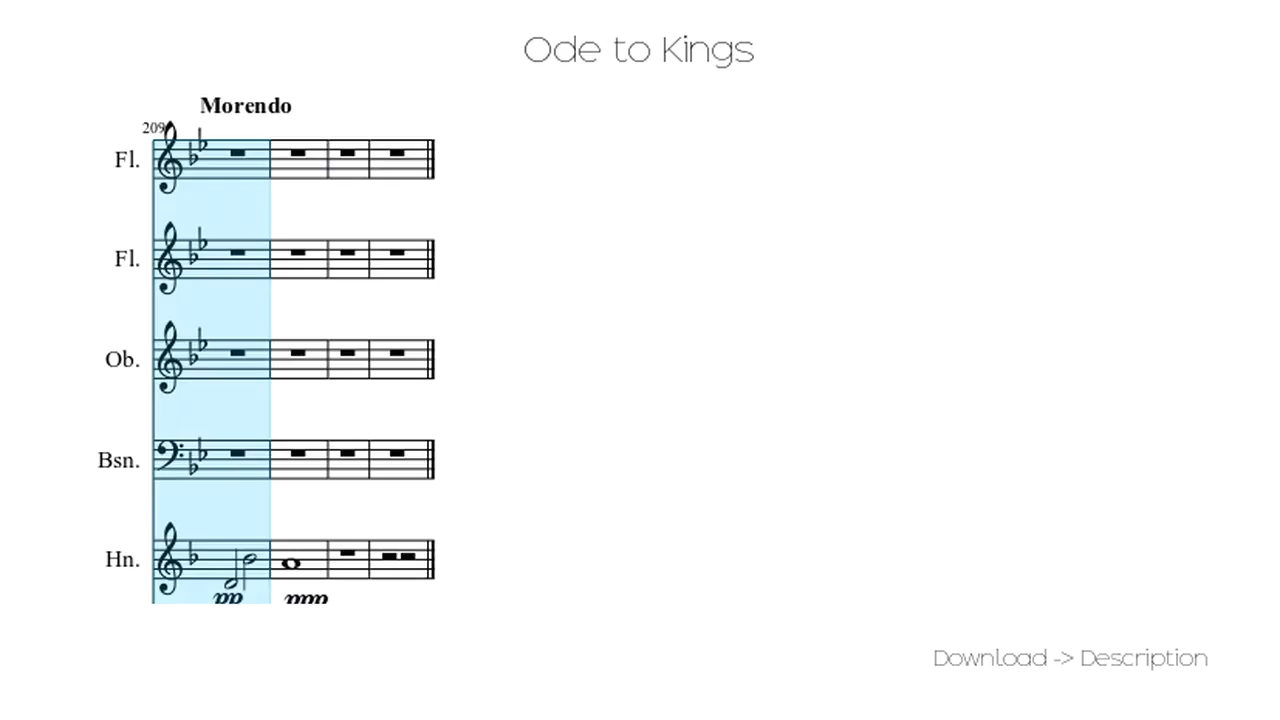 Ode to Kings
Morendo
209
Fl.
Fl.
Ob.
Bsn.
Hn.
pp ppp
Download -> Description